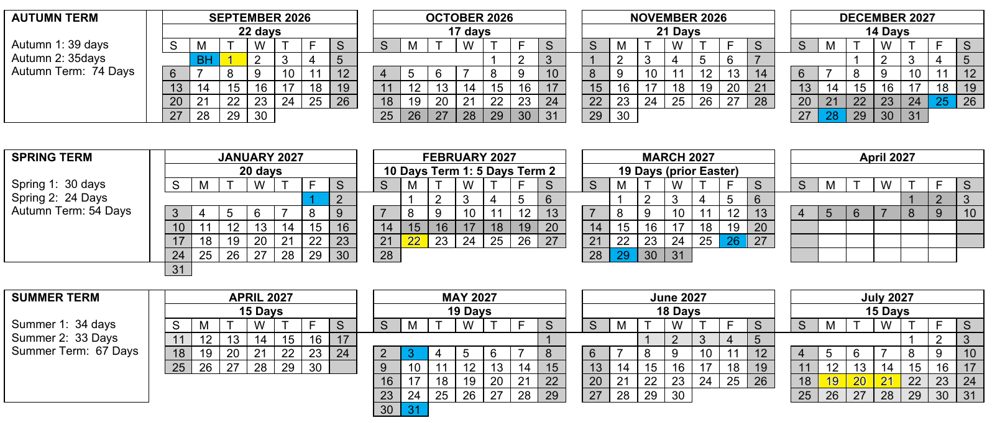 AUTUMN TERM
Autumn 1: 39 days
Autumn 2: 35days
Autumn Term:  74 Days
SEPTEMBER 2026
22 days
S M T W T F S
BH 1 2 3 4 5
6 7 8 9 10 11 12
13 14 15 16 17 18 19
20 21 22 23 24 25 26
27 28 29 30
OCTOBER 2026
17 days
S M T W T F S
1 2 3
4 5 6 7 8 9 10
11 12 13 14 15 16 17
18 19 20 21 22 23 24
25 26 27 28 29 30 31
NOVEMBER 2026
21 Days
S M T W T F S
1 2 3 4 5 6 7
8 9 10 11 12 13 14
15 16 17 18 19 20 21
22 23 24 25 26 27 28
29 30
DECEMBER 2027
14 Days
S M T W T F S
1 2 3 4 5
6 7 8 9 10 11 12
13 14 15 16 17 18 19
20 21 22 23 24 25 26
27 28 29 30 31
SPRING TERM
Spring 1:  30 days
Spring 2:  24 Days
Autumn Term: 54 Days
JANUARY 2027
20 days
S M T W T F S
1 2
3 4 5 6 7 8 9
10 11 12 13 14 15 16
17 18 19 20 21 22 23
24 25 26 27 28 29 30
31
FEBRUARY 2027
10 Days Term 1: 5 Days Term 2
S M T W T F S
1 2 3 4 5 6
7 8 9 10 11 12 13
14 15 16 17 18 19 20
21 22 23 24 25 26 27
28
MARCH 2027
19 Days (prior Easter)
S M T W T F S
1 2 3 4 5 6
7 8 9 10 11 12 13
14 15 16 17 18 19 20
21 22 23 24 25 26 27
28 29 30 31
April 2027
S M T W T F S
1 2 3
4 5 6 7 8 9 10
SUMMER TERM
Summer 1:  34 days
Summer 2:  33 Days
Summer Term:  67 Days
APRIL 2027
15 Days
S M T W T F S
11 12 13 14 15 16 17
18 19 20 21 22 23 24
25 26 27 28 29 30
MAY 2027
19 Days
S M T W T F S
1
2 3 4 5 6 7 8
9 10 11 12 13 14 15
16 17 18 19 20 21 22
23 24 25 26 27 28 29
30 31
June 2027
18 Days
S M T W T F S
1 2 3 4 5
6 7 8 9 10 11 12
13 14 15 16 17 18 19
20 21 22 23 24 25 26
27 28 29 30
July 2027
15 Days
S M T W T F S
1 2 3
4 5 6 7 8 9 10
11 12 13 14 15 16 17
18 19 20 21 22 23 24
25 26 27 28 29 30 31